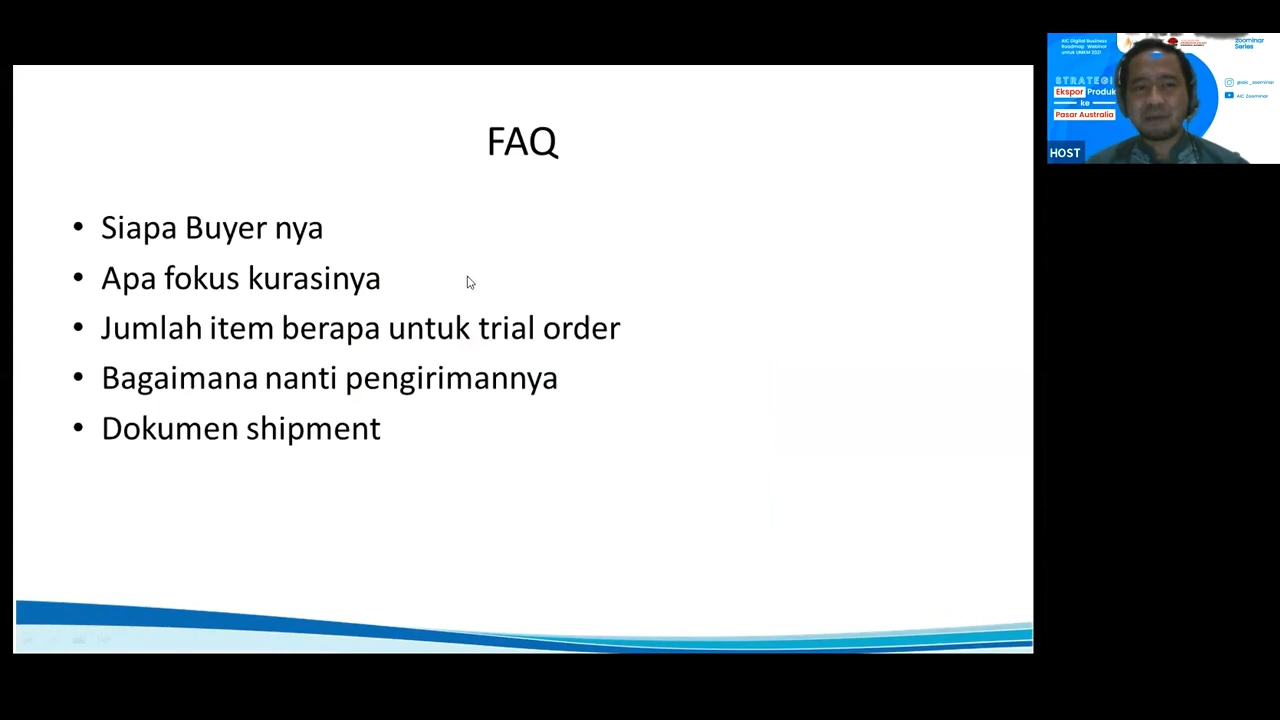 FAQ
• Siapa Buyer nya
• Apa fokus kurasinya
• Jumlah item berapa untuk trial order
• Bagaimana nanti pengirimannya
• Dokumen shipment
AIC Digital Business
Roadmap Webinar
untuk UMKM 2021
zoominar
Series
STRATEGI
Ekspor Produk
ke
Pasar Australia
@aic_zoominar
AIC Zoominar
HOST